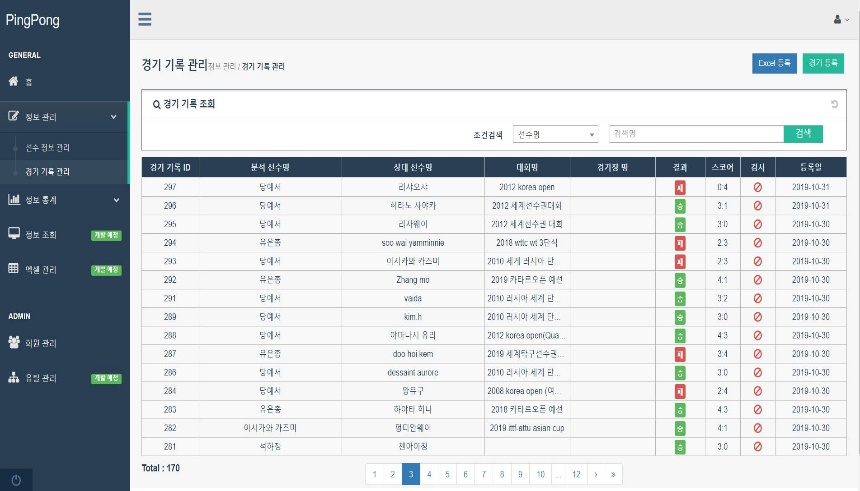 PingPong
GENERAL
홈
정보 관리
선수 정보 관리
경기 기록 관리
정보 통계
정보 조회 개발 예정
엑셀 관리 개발 예정
ADMIN
회원 관리
유틸 관리 개발 예정
경기 기록 관리 정보 관리 / 경기 기록 관리
Excel 등록 경기 등록
경기 기록 조회
조건검색 선수명 검색명 검색
경기 기록 ID 분석 선수명 상대 선수명 대회명 경기장 명 결과 스코어 검사 등록일
297 당예서 리샤오샤 2012 korea open 패 0:4 2019-10-31
296 당예서 히라노 사야카 2012 세계선수권대회 승 3:1 2019-10-31
295 당예서 리자웨이 2012 세계선수권 대회 승 3:0 2019-10-30
294 유은총 soo wai yamminnie 2018 wttc wt 3단식 패 2:3 2019-10-30
293 당예서 이시카와 카스미 2010 세계 러시아 단... 패 2:3 2019-10-30
292 유은총 Zhang mo 2019 카타르오픈 예선 승 4:1 2019-10-30
291 당예서 vaida 2010 러시아 세계 단... 승 3:2 2019-10-30
289 당예서 kim.h 2010 러시아 세계 단... 승 3:0 2019-10-30
288 당예서 야마나시 유리 2012 korea open(Qua... 승 4:3 2019-10-30
287 유은총 doo hoi kem 2019 세계탁구선수권... 패 3:4 2019-10-30
286 당예서 dessaint aurore 2010 러시아 세계 단... 승 3:0 2019-10-30
284 당예서 왕류구 2008 korea open (여... 패 2:4 2019-10-30
283 유은총 하야타 히나 2018 카타르오픈 예선 승 4:3 2019-10-30
282 이시가와 가즈미 펑티안웨이 2019 ittf-attu asian cup 승 4:1 2019-10-30
281 석하정 첸아이칭 승 3:0 2019-10-30
Total : 170
1 2 3 4 5 6 7 8 9 10 ... 12 › »